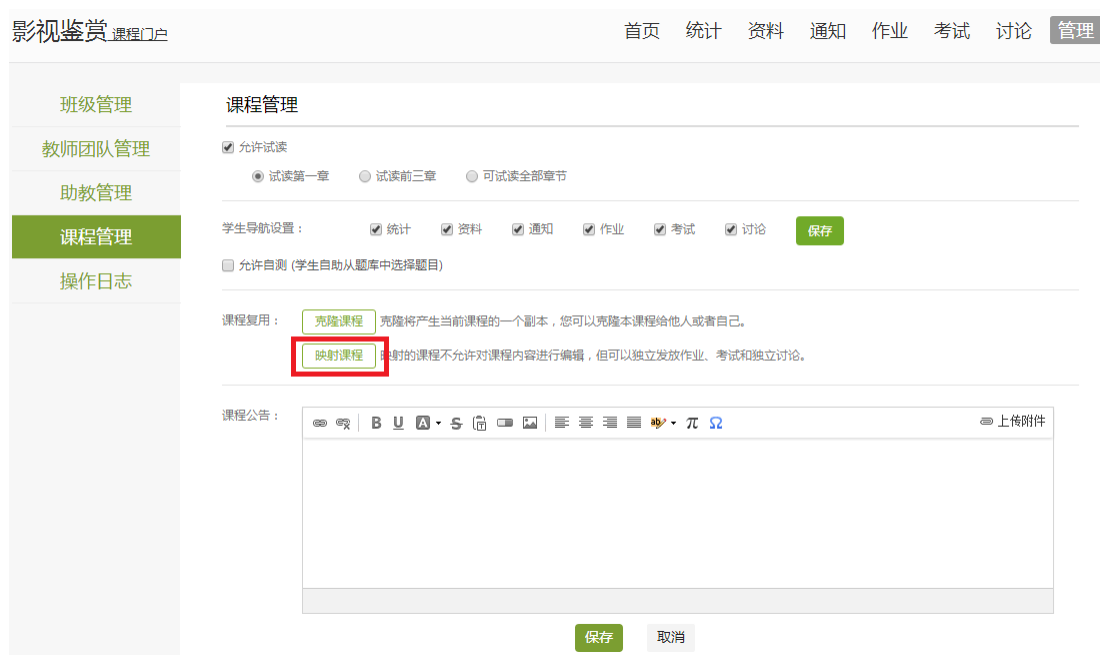 影视鉴赏 课程门户 首页 统计 资料 通知 作业 考试 讨论 管理
班级管理
教师团队管理
助教管理
课程管理
操作日志
课程管理
允许试读
试读第一章 试读前三章 可试读全部章节
学生导航设置： 统计 资料 通知 作业 考试 讨论 保存
允许自测 (学生自助从题库中选择题目)
课程复用： 克隆课程 克隆将产生当前课程的一个副本，您可以克隆本课程给他人或者自己。
映射课程 映射的课程不允许对课程内容进行编辑，但可以独立发放作业、考试和独立讨论。
课程公告：
B U A S T ab π Ω 上传附件
保存 取消